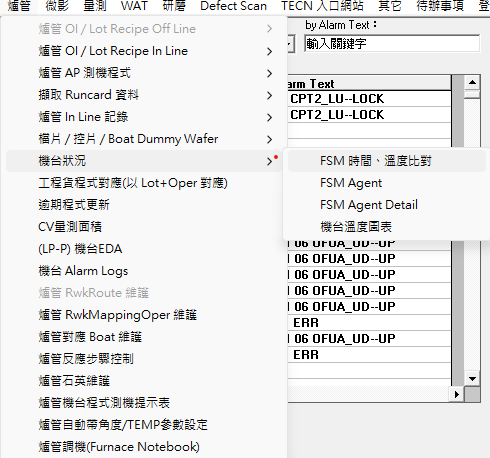 爐管 微影 量測 WAT 研磨 Defect Scan TECN 入口網站 其它 待辦事項
爐管 OI / Lot Recipe Off Line
爐管 OI / Lot Recipe In Line
爐管 AP 測機程式
擷取 Runcard 資料
爐管 In Line 記錄
檔片 / 控片 / Boat Dummy Wafer
機台狀況
工程貨程式對應(以 Lot+Oper 對應)
逾期程式更新
CV量測面積
(LP-P) 機台EDA
機台 Alarm Logs
爐管 RwkRoute 維護
爐管 RwkMappingOper 維護
爐管對應 Boat 維護
爐管反應步驟控制
爐管石英維護
爐管機台程式測機提示表
爐管自動帶角度/TEMP參數設定
爐管調機(Furnace Notebook)
FSM 時間、溫度比對
FSM Agent
FSM Agent Detail
機台溫度圖表
by Alarm Text：
輸入關鍵字
arm Text
CPT2_LU--LOCK
CPT2_LU--LOCK
06 OFUA_UD--UP
06 OFUA_UD--UP
06 OFUA_UD--UP
06 OFUA_UD--UP
06 OFUA_UD--UP
ERR
06 OFUA_UD--UP
ERR